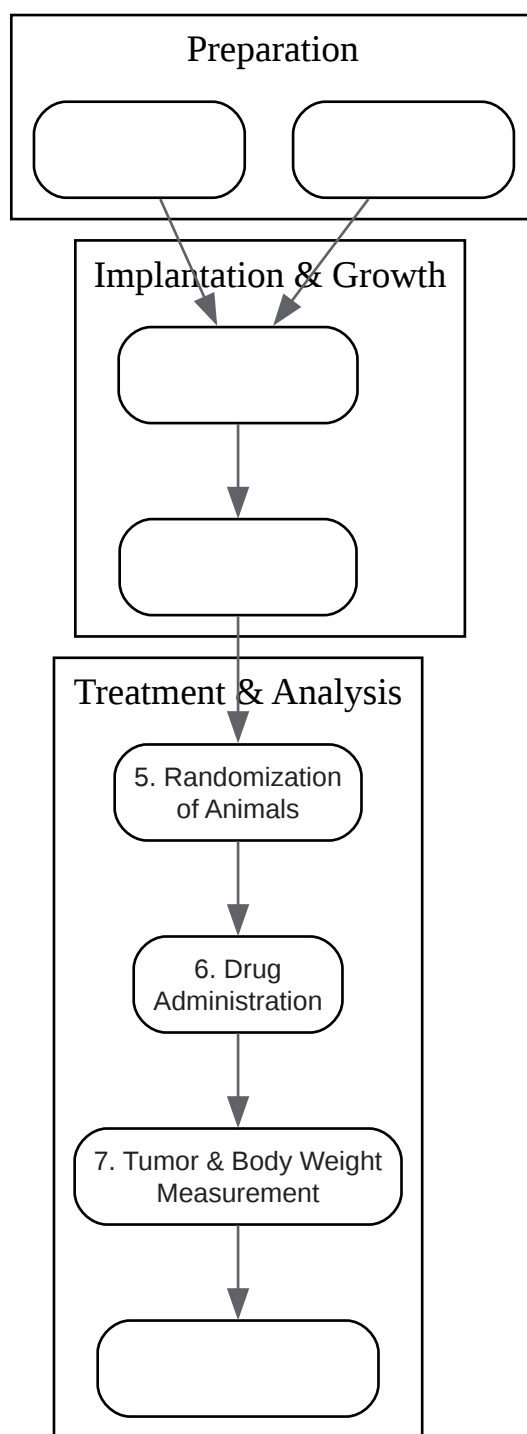 Preparation
Implantation & Growth
Treatment & Analysis
5. Randomization
of Animals
6. Drug
Administration
7. Tumor & Body Weight
Measurement